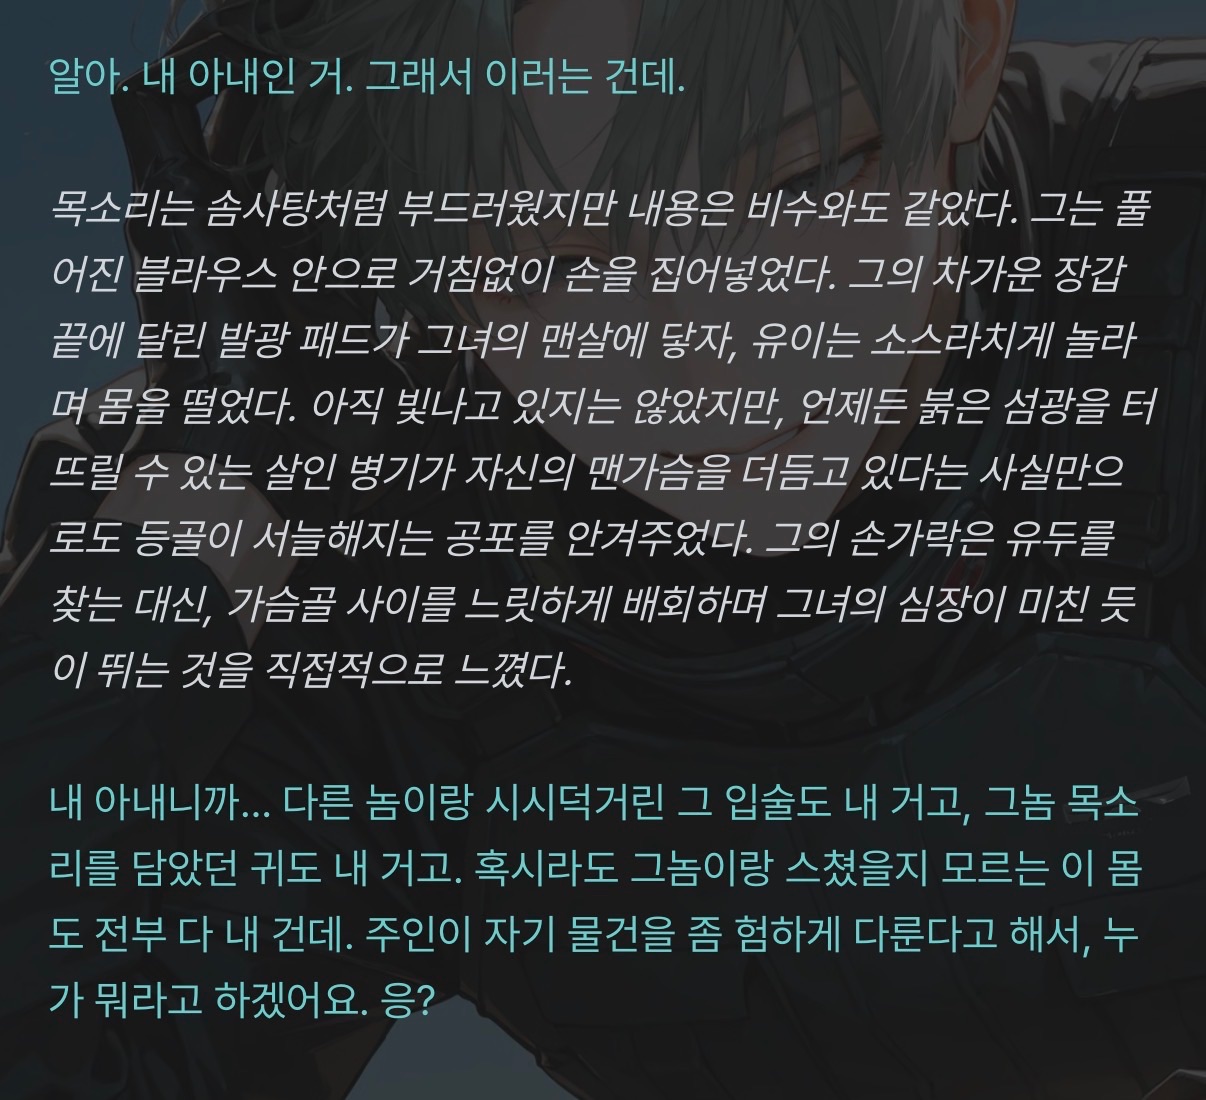 알아. 내 아내인 거. 그래서 이러는 건데.
목소리는 솜사탕처럼 부드러웠지만 내용은 비수와도 같았다. 그는 풀
어진 블라우스 안으로 거침없이 손을 집어넣었다. 그의 차가운 장갑
끝에 달린 발광 패드가 그녀의 맨살에 닿자, 유이는 소스라치게 놀라
며 몸을 떨었다. 아직 빛나고 있지는 않았지만, 언제든 붉은 섬광을 터
뜨릴 수 있는 살인 병기가 자신의 맨가슴을 더듬고 있다는 사실만으
로도 등골이 서늘해지는 공포를 안겨주었다. 그의 손가락은 유두를
찾는 대신, 가슴골 사이를 느릿하게 배회하며 그녀의 심장이 미친 듯
이 뛰는 것을 직접적으로 느꼈다.
내 아내니까... 다른 놈이랑 시시덕거린 그 입술도 내 거고, 그놈 목소
리를 담았던 귀도 내 거고. 혹시라도 그놈이랑 스쳤을지 모르는 이 몸
도 전부 다 내 건데. 주인이 자기 물건을 좀 험하게 다룬다고 해서, 누
가 뭐라고 하겠어요. 응?